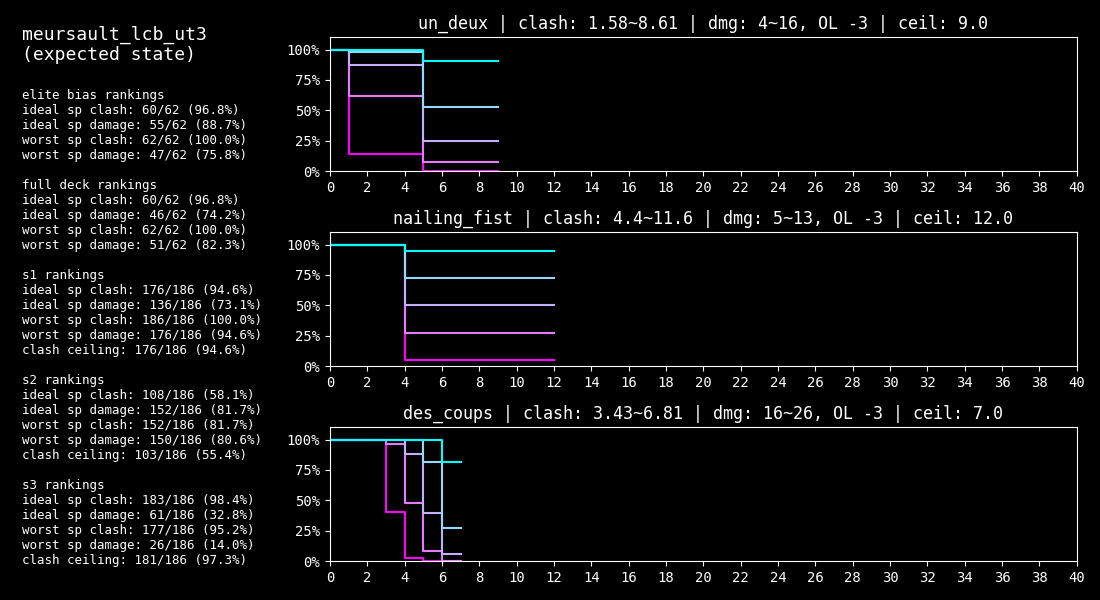 meursault_lcb_ut3
(expected state)
elite bias rankings
ideal sp clash: 60/62 (96.8%)
ideal sp damage: 55/62 (88.7%)
worst sp clash: 62/62 (100.0%)
worst sp damage: 47/62 (75.8%)
full deck rankings
ideal sp clash: 60/62 (96.8%)
ideal sp damage: 46/62 (74.2%)
worst sp clash: 62/62 (100.0%)
worst sp damage: 51/62 (82.3%)
s1 rankings
ideal sp clash: 176/186 (94.6%)
ideal sp damage: 136/186 (73.1%)
worst sp clash: 186/186 (100.0%)
worst sp damage: 176/186 (94.6%)
clash ceiling: 176/186 (94.6%)
s2 rankings
ideal sp clash: 108/186 (58.1%)
ideal sp damage: 152/186 (81.7%)
worst sp clash: 152/186 (81.7%)
worst sp damage: 150/186 (80.6%)
clash ceiling: 103/186 (55.4%)
s3 rankings
ideal sp clash: 183/186 (98.4%)
ideal sp damage: 61/186 (32.8%)
worst sp clash: 177/186 (95.2%)
worst sp damage: 26/186 (14.0%)
clash ceiling: 181/186 (97.3%)
un_deux | clash: 1.58~8.61 | dmg: 4~16, OL -3 | ceil: 9.0
100%
75%
50%
25%
0%
0 2 4 6 8 10 12 14 16 18 20 22 24 26 28 30 32 34 36 38 40
nailing_fist | clash: 4.4~11.6 | dmg: 5~13, OL -3 | ceil: 12.0
100%
75%
50%
25%
0%
0 2 4 6 8 10 12 14 16 18 20 22 24 26 28 30 32 34 36 38 40
des_coups | clash: 3.43~6.81 | dmg: 16~26, OL -3 | ceil: 7.0
100%
75%
50%
25%
0%
0 2 4 6 8 10 12 14 16 18 20 22 24 26 28 30 32 34 36 38 40